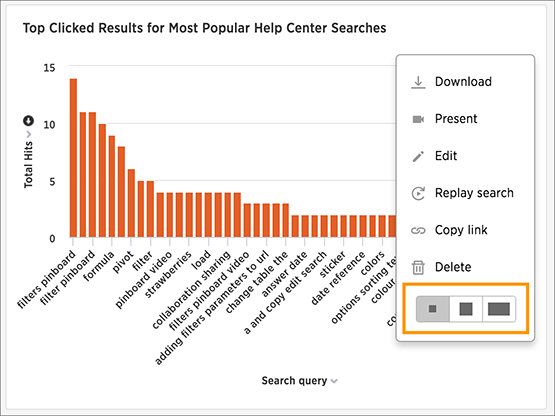 Top Clicked Results for Most Popular Help Center Searches
15
10
5
0
Total Hits
filters pinboard
filter pinboard
formula
pivot
filter
pinboard video
strawberries
load
collaboration sharing
filters pinboard video
adding filters parameters to url
change table the
answer date
a and copy edit search
sticker
date reference
colors
options sorting te
colour
co
Search query
Download
Present
Edit
Replay search
Copy link
Delete